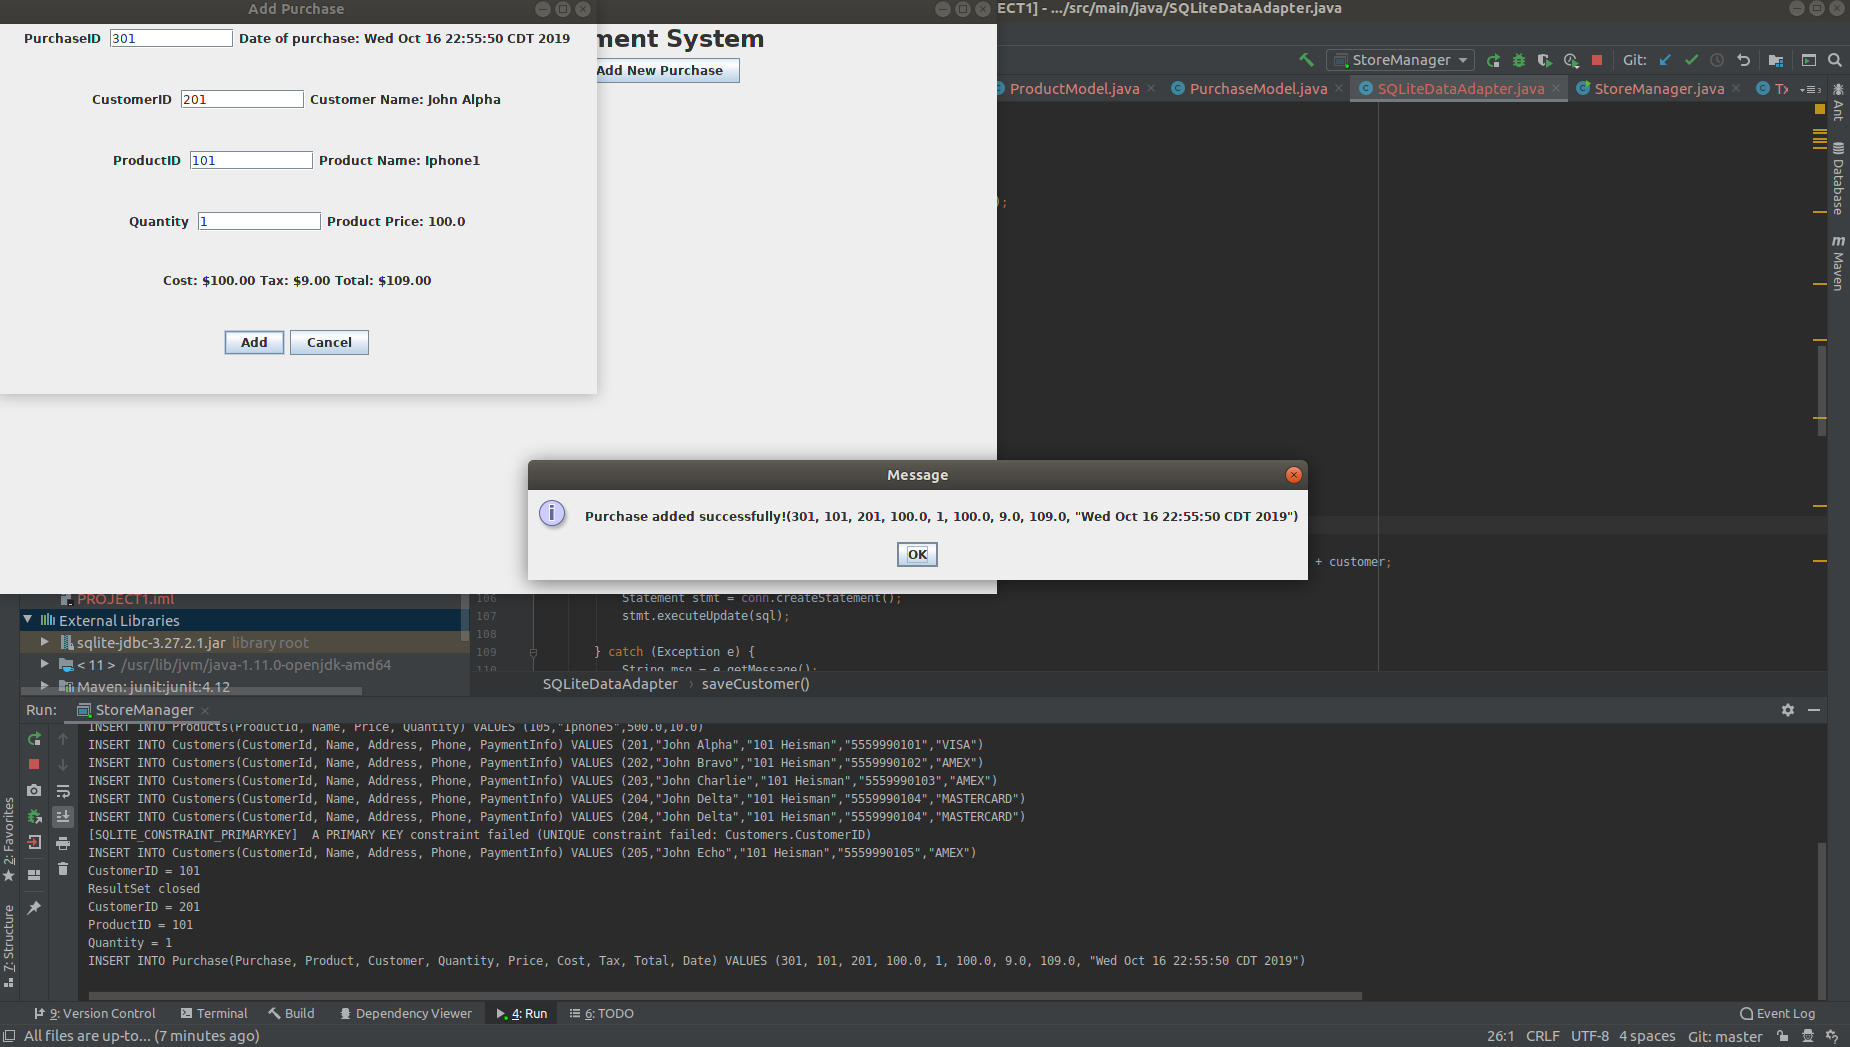 Add Purchase
ECT1] - .../src/main/java/SQLiteDataAdapter.java
PurchaseID 301 Date of purchase: Wed Oct 16 22:55:50 CDT 2019
ment System
Add New Purchase
StoreManager
Git:
ProductModel.java
PurchaseModel.java
SQLiteDataAdapter.java
StoreManager.java
Tx
CustomerID 201 Customer Name: John Alpha
ProductID 101 Product Name: Iphone1
);
Quantity 1 Product Price: 100.0
Cost: $100.00 Tax: $9.00 Total: $109.00
Add
Cancel
Ant
Database
m Maven
Message
Purchase added successfully!(301, 101, 201, 100.0, 1, 100.0, 9.0, 109.0, "Wed Oct 16 22:55:50 CDT 2019")
OK
+ customer;
PROJECT1.iml
External Libraries
sqlite-jdbc-3.27.2.1.jar library root
< 11 > /usr/lib/jvm/java-1.11.0-openjdk-amd64
Maven: junit:junit:4.12
106 Statement stmt = conn.createStatement();
107 stmt.executeUpdate(sql);
108
109 } catch (Exception e) {
110 String msg = e.getMessage();
SQLiteDataAdapter › saveCustomer()
Run: StoreManager
INSERT INTO Products(ProductId, Name, Price, Quantity) VALUES (105,"Iphone5",500.0,10.0)
INSERT INTO Customers(CustomerId, Name, Address, Phone, PaymentInfo) VALUES (201,"John Alpha","101 Heisman","5559990101","VISA")
INSERT INTO Customers(CustomerId, Name, Address, Phone, PaymentInfo) VALUES (202,"John Bravo","101 Heisman","5559990102","AMEX")
INSERT INTO Customers(CustomerId, Name, Address, Phone, PaymentInfo) VALUES (203,"John Charlie","101 Heisman","5559990103","AMEX")
INSERT INTO Customers(CustomerId, Name, Address, Phone, PaymentInfo) VALUES (204,"John Delta","101 Heisman","5559990104","MASTERCARD")
INSERT INTO Customers(CustomerId, Name, Address, Phone, PaymentInfo) VALUES (204,"John Delta","101 Heisman","5559990104","MASTERCARD")
[SQLITE_CONSTRAINT_PRIMARYKEY]  A PRIMARY KEY constraint failed (UNIQUE constraint failed: Customers.CustomerID)
INSERT INTO Customers(CustomerId, Name, Address, Phone, PaymentInfo) VALUES (205,"John Echo","101 Heisman","5559990105","AMEX")
CustomerID = 101
ResultSet closed
CustomerID = 201
ProductID = 101
Quantity = 1
INSERT INTO Purchase(Purchase, Product, Customer, Quantity, Price, Cost, Tax, Total, Date) VALUES (301, 101, 201, 100.0, 1, 100.0, 9.0, 109.0, "Wed Oct 16 22:55:50 CDT 2019")
2: Favorites
7: Structure
9: Version Control
Terminal
Build
Dependency Viewer
4: Run
6: TODO
Event Log
All files are up-to... (7 minutes ago)
26:1 CRLF UTF-8 4 spaces Git: master